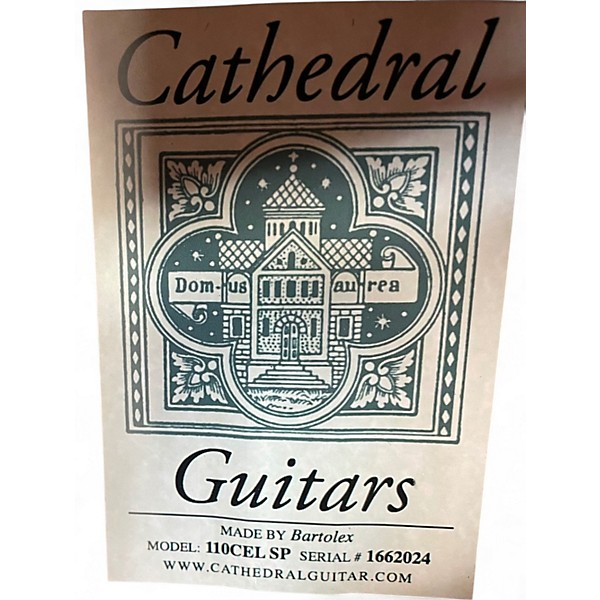 Cathedral
Dom-us aurea
Guitars
MADE BY Bartolex
MODEL: 110CEL SP SERIAL # 1662024
WWW.CATHEDRALGUITAR.COM